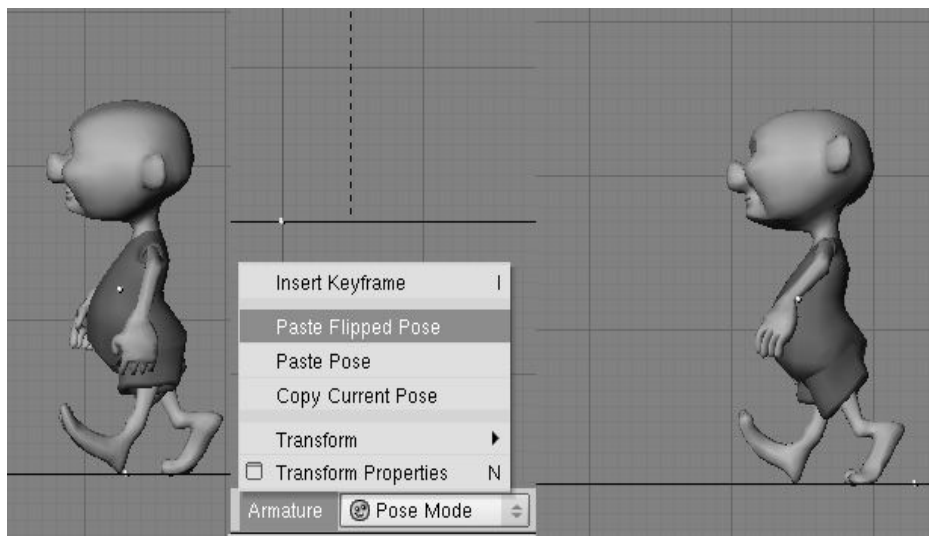 Insert Keyframe I
Paste Flipped Pose
Paste Pose
Copy Current Pose
Transform
Transform Properties N
Armature Pose Mode